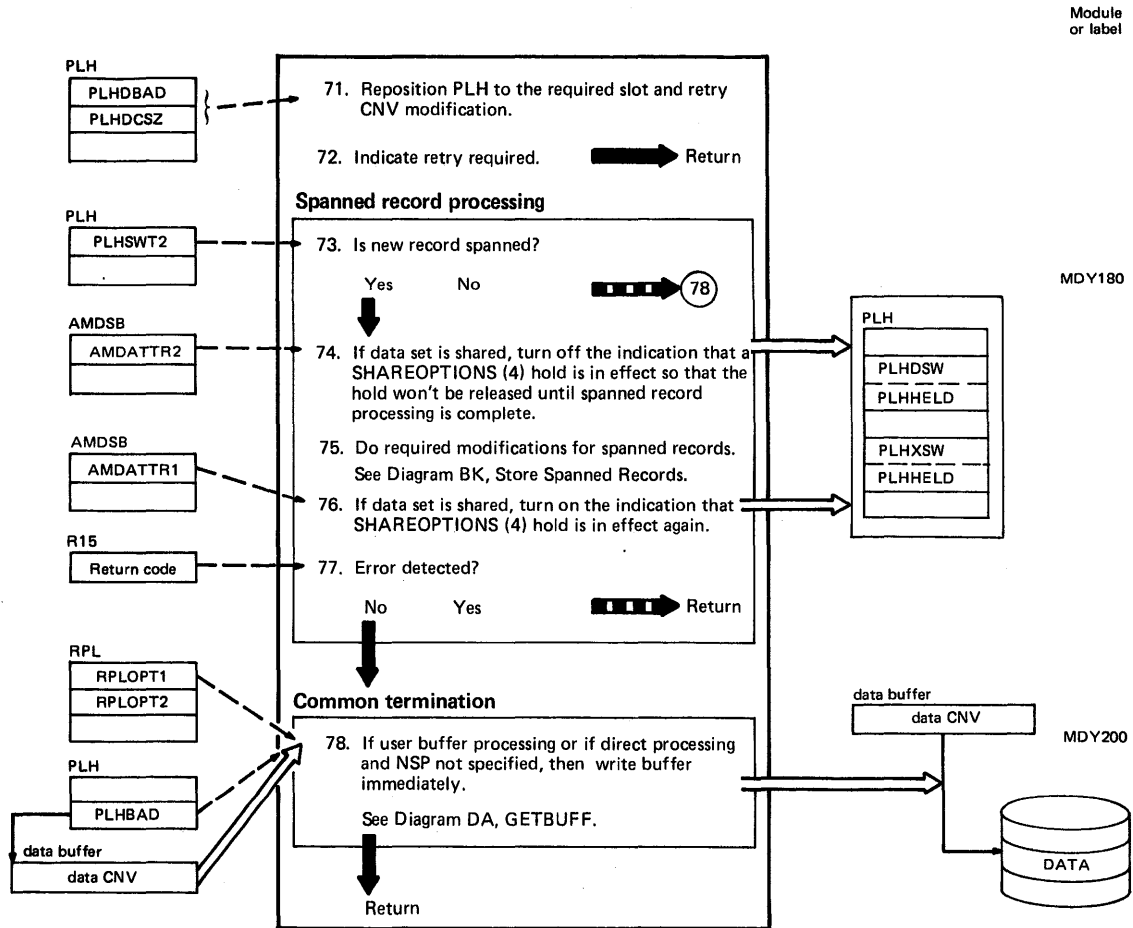 Module
or label
PLH
PLHDBAD
PLHDCSZ
71. Reposition PLH to the required slot and retry
CNV modification.
72. Indicate retry required.
Return
Spanned record processing
PLH
PLHSWT2
73. Is new record spanned?
Yes No
78
MDY180
AMDSB
AMDATTR2
74. If data set is shared, turn off the indication that a
SHAREOPTIONS (4) hold is in effect so that the
hold won't be released until spanned record
processing is complete.
PLH
PLHDSW
PLHHELD
PLHXSW
PLHHELD
75. Do required modifications for spanned records.
See Diagram BK, Store Spanned Records.
AMDSB
AMDATTR1
76. If data set is shared, turn on the indication that
SHAREOPTIONS (4) hold is in effect again.
R15
Return code
77. Error detected?
No Yes
Return
RPL
RPLOPT1
RPLOPT2
Common termination
PLH
PLHBAD
data buffer
data CNV
78. If user buffer processing or if direct processing
and NSP not specified, then write buffer
immediately.
See Diagram DA, GETBUFF.
Return
data buffer
data CNV
MDY200
DATA